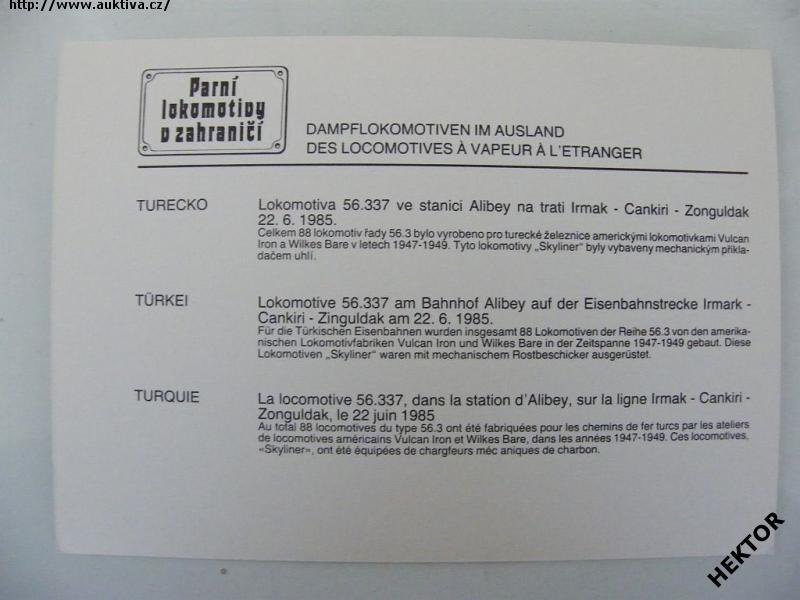 http://www.auktiva.cz/
Parní
lokomotivy
v zahraničí
DAMPFLOKOMOTIVEN IM AUSLAND
DES LOCOMOTIVES À VAPEUR À L'ETRANGER
TURECKO
Lokomotiva 56.337 ve stanici Alibey na trati Irmak - Cankiri - Zonguldak
22. 6. 1985.
Celkem 88 lokomotiv řady 56.3 bylo vyrobeno pro turecké železnice americkými lokomotivkami Vulcan
Iron a Wilkes Bare v letech 1947-1949. Tyto lokomotivy „Skyliner" byly vybaveny mechanickým přikla-
dačem uhlí.
TÜRKEI
Lokomotive 56.337 am Bahnhof Alibey auf der Eisenbahnstrecke Irmark -
Cankiri - Zinguldak am 22. 6. 1985.
Für die Türkischen Eisenbahnen wurden insgesamt 88 Lokomotiven der Reihe 56.3 von den amerika-
nischen Lokomotivfabriken Vulcan Iron und Wilkes Bare in der Zeitspanne 1947-1949 gebaut. Diese
Lokomotiven „Skyliner" waren mit mechanischem Rostbeschicker ausgerüstet.
TURQUIE
La locomotive 56.337, dans la station d'Alibey, sur la ligne Irmak - Cankiri -
Zonguldak, le 22 juin 1985
Au total 88 locomotives du type 56.3 ont été fabriquées pour les chemins de fer turcs par les ateliers
de locomotives américains Vulcan Iron et Wilkes Bare, dans les années 1947-1949. Ces locomotives,
«Skyliner», ont été équipées de chargfeurs méc aniques de charbon.
HEKTOR